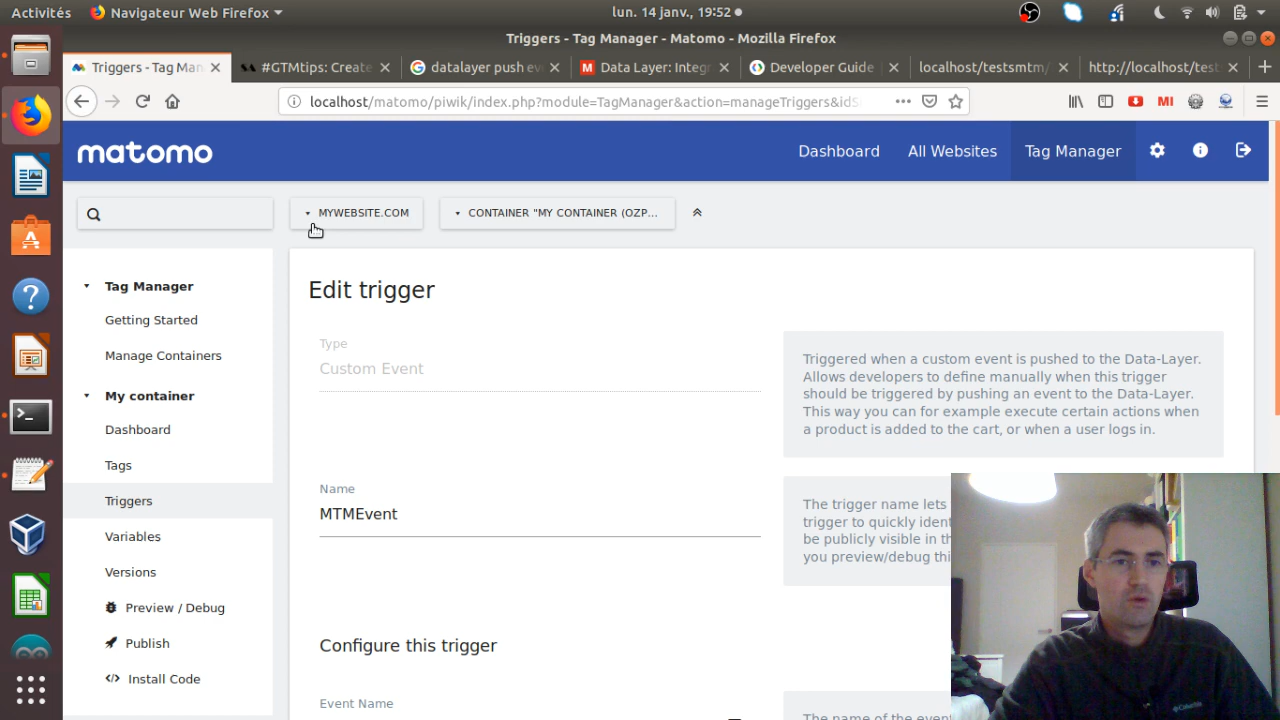 Activités
Navigateur Web Firefox
lun. 14 janv., 19:52
Triggers - Tag Manager - Matomo - Mozilla Firefox
Triggers - Tag Man
#GTMtips: Create
datalayer push ev
Data Layer: Integ
Developer Guide
localhost/testsmtm/
http://localhost/test
localhost/matomo/piwik/index.php?module=TagManager&action=manageTriggers&idS
MI
matomo
Dashboard
All Websites
Tag Manager
MYWEBSITE.COM
CONTAINER "MY CONTAINER (OZP...
Tag Manager
Getting Started
Manage Containers
My container
Dashboard
Tags
Triggers
Variables
Versions
Preview / Debug
Publish
Install Code
Edit trigger
Type
Custom Event
Triggered when a custom event is pushed to the Data-Layer.
Allows developers to define manually when this trigger
should be triggered by pushing an event to the Data-Layer.
This way you can for example execute certain actions when
a product is added to the cart, or when a user logs in.
Name
MTMEvent
The trigger name lets
trigger to quickly ident
be publicly visible in th
you preview/debug thi
Configure this trigger
Event Name
The name of the even
Columbia